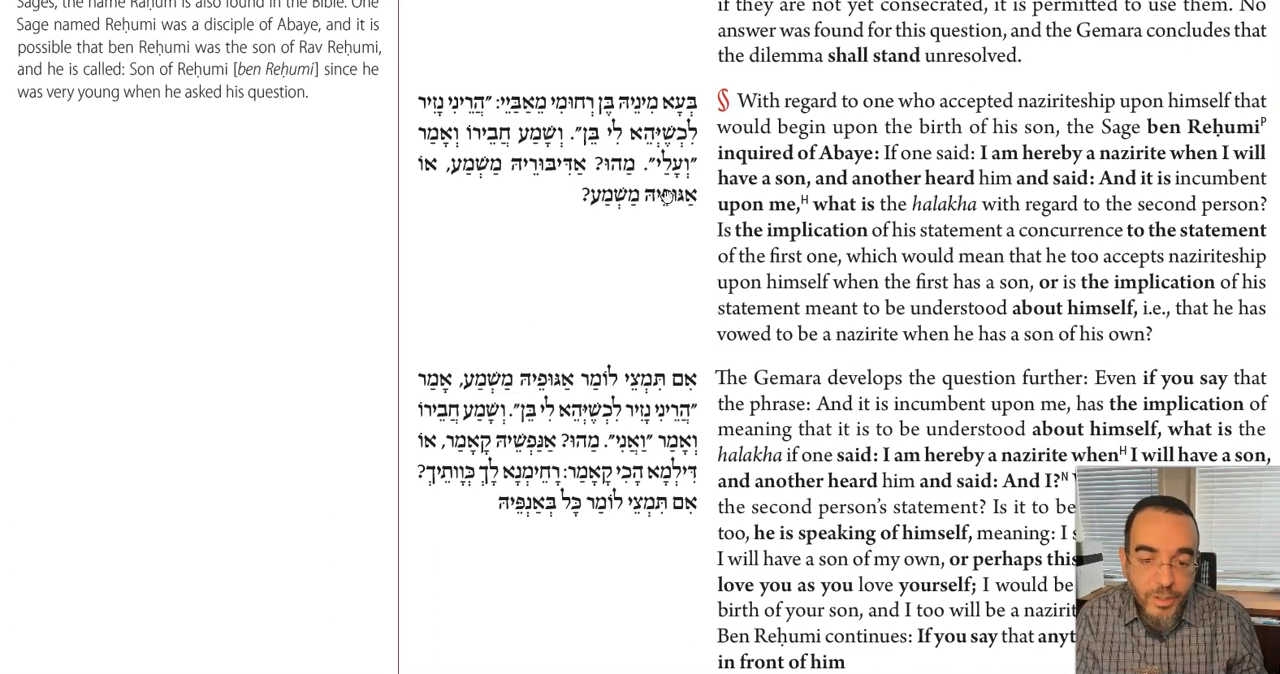 Sages, the name Raḥum is also found in the Bible. One
Sage named Reḥumi was a disciple of Abaye, and it is
possible that ben Reḥumi was the son of Rav Reḥumi,
and he is called: Son of Reḥumi [ben Reḥumi] since he
was very young when he asked his question.
בְּעָא מִינֵּיהּ בֶּן רְחוּמִי מֵאַבַּיֵּי: ״הֲרֵינִי נָזִיר
לִכְשֶׁיְּהֵא לִי בֵּן״. וְשָׁמַע חֲבֵירוֹ וְאָמַר
״וְעָלַי״. מַהוּ? אַדִּיבּוּרֵיהּ מַשְׁמַע, אוֹ
אַגּוּפֵיהּ מַשְׁמַע?
אִם תִּמְצֵי לוֹמַר אַגּוּפֵיהּ מַשְׁמַע, אָמַר
״הֲרֵינִי נָזִיר לִכְשֶׁיְּהֵא לִי בֵּן״. וְשָׁמַע חֲבֵירוֹ
וְאָמַר ״וַאֲנִי״. מַהוּ? אַנַּפְשֵׁיהּ קָאָמַר, אוֹ
דִּילְמָא הָכִי קָאָמַר: רָחֵימְנָא לָךְ כְּווֹתֵיךְ?
אִם תִּמְצֵי לוֹמַר כָּל בְּאַנְפֵּיהּ
if they are not yet consecrated, it is permitted to use them. No
answer was found for this question, and the Gemara concludes that
the dilemma shall stand unresolved.
§ With regard to one who accepted naziriteship upon himself that
would begin upon the birth of his son, the Sage ben Reḥumiᴾ
inquired of Abaye: If one said: I am hereby a nazirite when I will
have a son, and another heard him and said: And it is incumbent
upon me,ᴴ what is the halakha with regard to the second person?
Is the implication of his statement a concurrence to the statement
of the first one, which would mean that he too accepts naziriteship
upon himself when the first has a son, or is the implication of his
statement meant to be understood about himself, i.e., that he has
vowed to be a nazirite when he has a son of his own?
The Gemara develops the question further: Even if you say that
the phrase: And it is incumbent upon me, has the implication of
meaning that it is to be understood about himself, what is the
halakha if one said: I am hereby a nazirite whenᴴ I will have a son,
and another heard him and said: And I?ᴺ
the second person's statement? Is it to be
too, he is speaking of himself, meaning: I
I will have a son of my own, or perhaps this
love you as you love yourself; I would be
birth of your son, and I too will be a
Ben Reḥumi continues: If you say that
in front of him